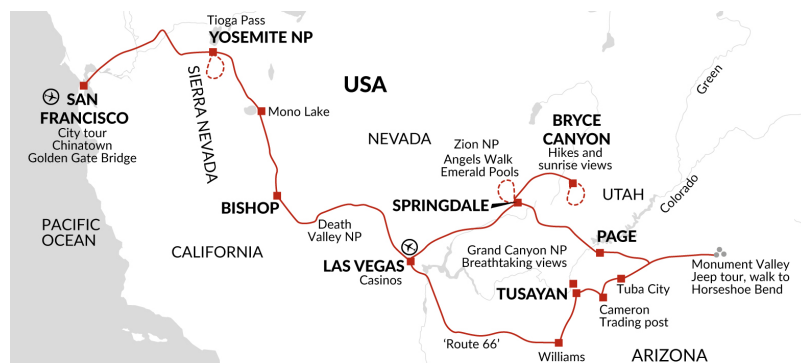 Tioga Pass
YOSEMITE NP
USA
Green
SAN
FRANCISCO
City tour
Chinatown
Golden Gate Bridge
SIERRA NEVADA
Mono Lake
NEVADA
Zion NP
Angels Walk
Emerald Pools
BRYCE
CANYON
Hikes and
sunrise views
UTAH
Colorado
BISHOP
SPRINGDALE
PACIFIC
OCEAN
CALIFORNIA
Death
Valley NP
PAGE
LAS VEGAS
Casinos
Grand Canyon NP
Breathtaking views
Monument Valley
Jeep tour, walk to
Horseshoe Bend
TUSAYAN
Tuba City
Cameron
Trading post
'Route 66'
Williams
ARIZONA